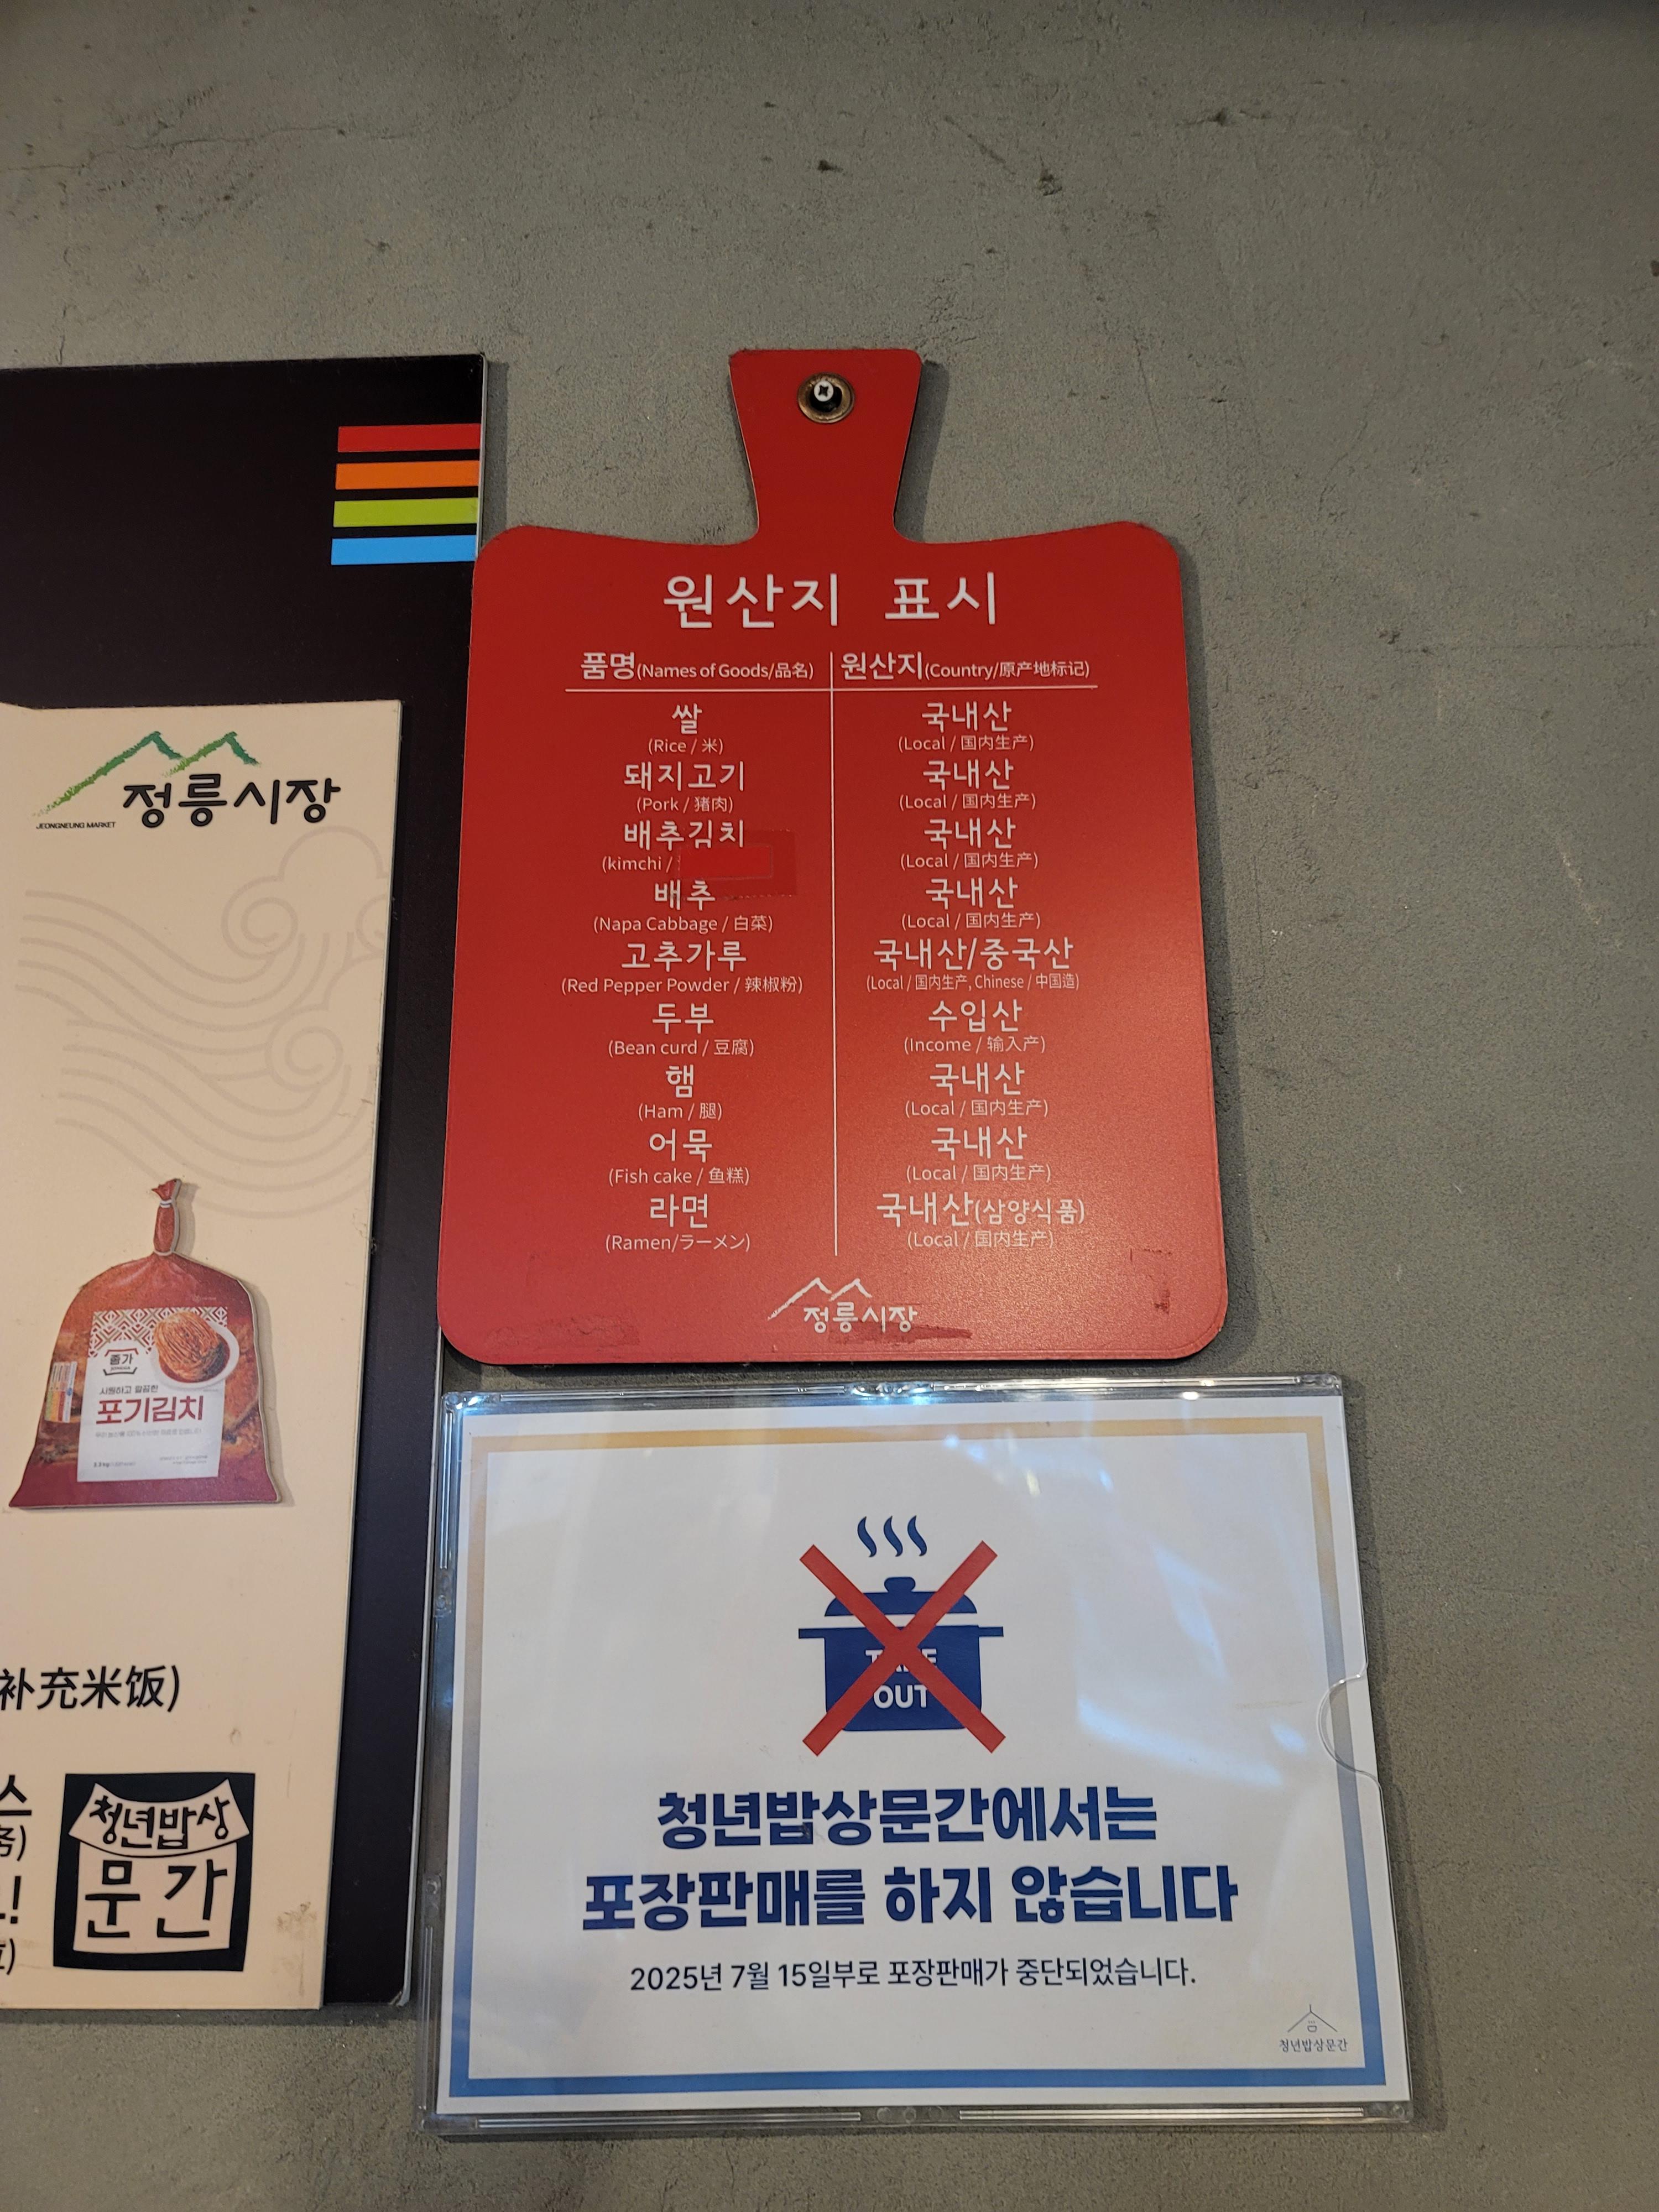 정릉시장
JEONGNEUNG MARKET
종가
시원하고 깔끔한
포기김치
补充米饭)
스
务)
!
청년밥상
문간
원산지 표시
품명(Names of Goods/品名) 원산지(Country/原产地标记)
쌀 국내산
(Rice / 米) (Local / 国内生产)
돼지고기 국내산
(Pork / 猪肉) (Local / 国内生产)
배추김치 국내산
(kimchi / (Local / 国内生产)
배추 국내산
(Napa Cabbage / 白菜) (Local / 国内生产)
고추가루 국내산/중국산
(Red Pepper Powder / 辣椒粉) (Local / 国内生产, Chinese / 中国造)
두부 수입산
(Bean curd / 豆腐) (Income / 输入产)
햄 국내산
(Ham / 腿) (Local / 国内生产)
어묵 국내산
(Fish cake / 鱼糕) (Local / 国内生产)
라면 국내산(삼양식품)
(Ramen/ラーメン) (Local / 国内生产)
정릉시장
TAKE
OUT
청년밥상문간에서는
포장판매를 하지 않습니다
2025년 7월 15일부로 포장판매가 중단되었습니다.
청년밥상문간